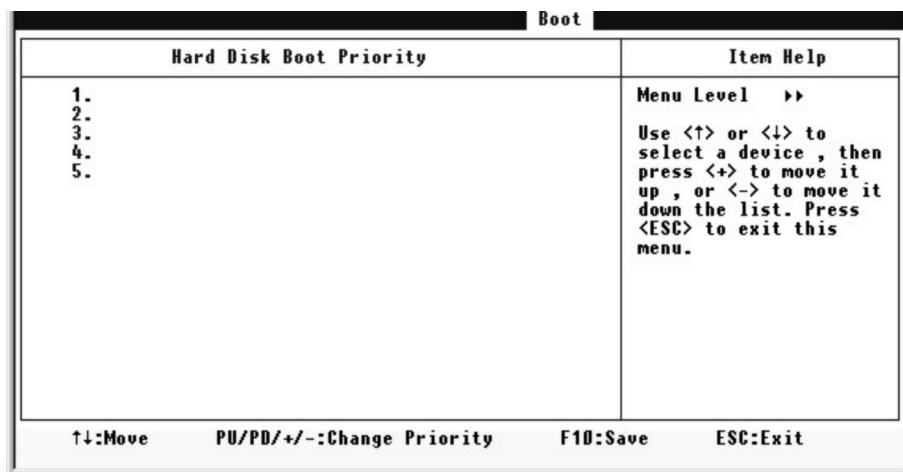 Boot
Hard Disk Boot Priority
1.
2.
3.
4.
5.
Item Help
Menu Level ▸▸
Use <↑> or <↓> to
select a device , then
press <+> to move it
up , or <-> to move it
down the list. Press
<ESC> to exit this
menu.
↑↓:Move PU/PD/+/-:Change Priority F10:Save ESC:Exit